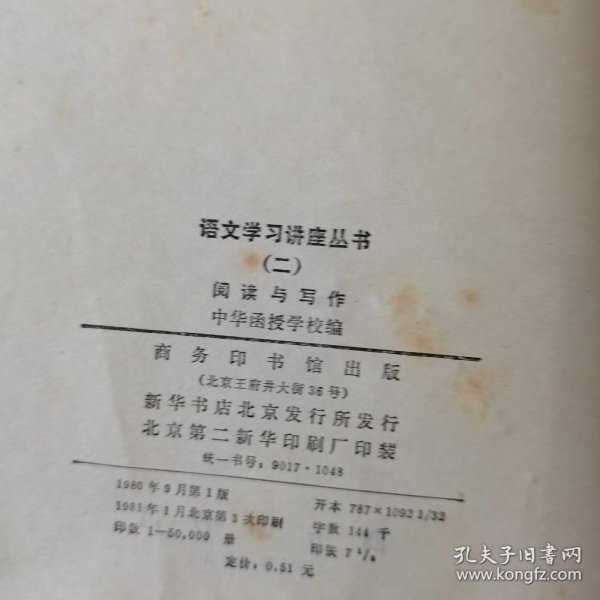 语文学习讲座丛书
(二)
阅读与写作
中华函授学校编
商务印书馆出版
(北京王府井大街36号)
新华书店北京发行所发行
北京第二新华印刷厂印装
统一书号：9017·1048
1980年9月第1版
开本 787×1092 1/32
1981年1月北京第3次印刷
字数 144 千
印数 1—50,000 册
印张 7
定价：0.51 元
孔夫子旧书网
www.kongfz.com